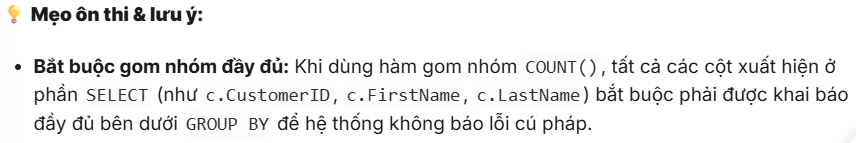 💡 Mẹo ôn thi & lưu ý:
• Bắt buộc gom nhóm đầy đủ: Khi dùng hàm gom nhóm COUNT(), tất cả các cột xuất hiện ở
phần SELECT (như c.CustomerID, c.FirstName, c.LastName) bắt buộc phải được khai báo
đầy đủ bên dưới GROUP BY để hệ thống không báo lỗi cú pháp.